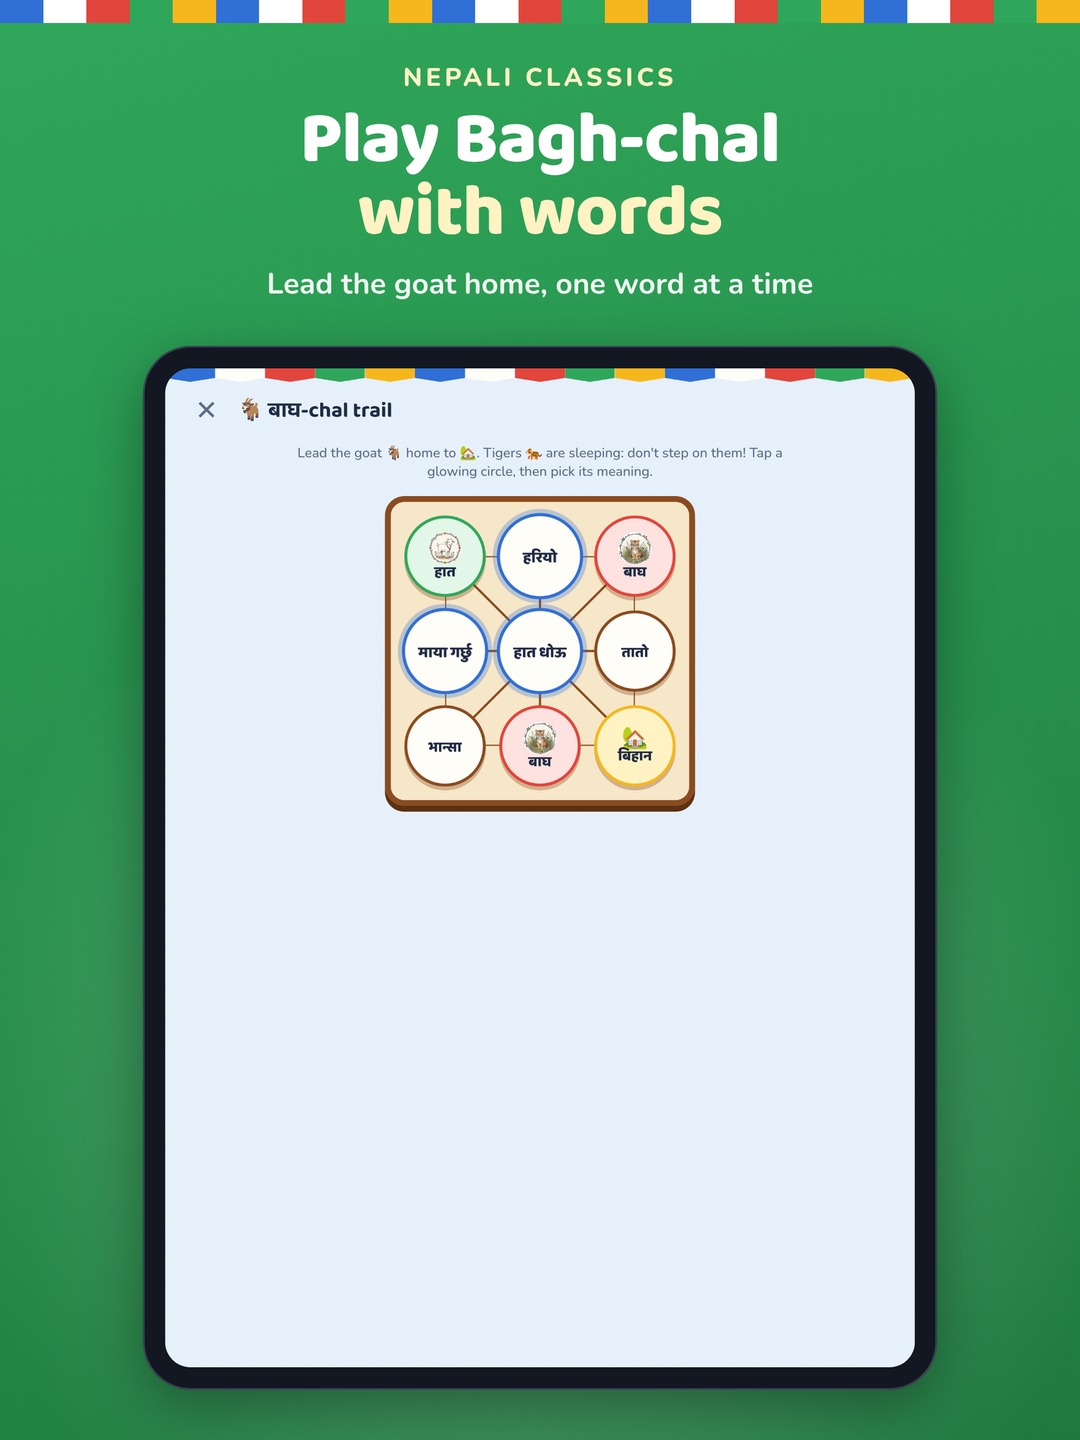 NEPALI CLASSICS
Play Bagh-chal
with words
Lead the goat home, one word at a time
बाघ-chal trail
Lead the goat home to. Tigers are sleeping: don't step on them! Tap a
glowing circle, then pick its meaning.
हात
हरियो
बाघ
माया गर्छु
हात धोऊ
तातो
भान्सा
बाघ
बिहान